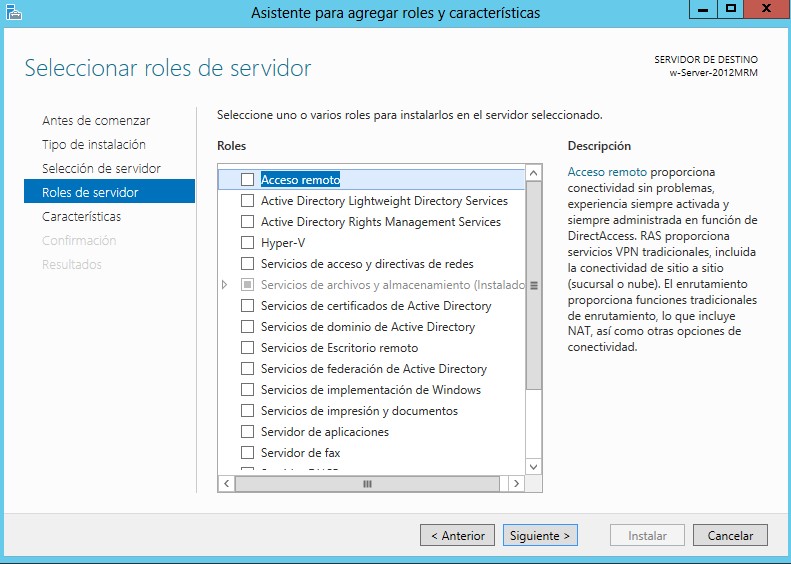 Asistente para agregar roles y características
Seleccionar roles de servidor
SERVIDOR DE DESTINO
w-Server-2012MRM
Antes de comenzar
Tipo de instalación
Selección de servidor
Roles de servidor
Características
Confirmación
Resultados
Seleccione uno o varios roles para instalarlos en el servidor seleccionado.
Roles
Acceso remoto
Active Directory Lightweight Directory Services
Active Directory Rights Management Services
Hyper-V
Servicios de acceso y directivas de redes
Servicios de archivos y almacenamiento (Instalado
Servicios de certificados de Active Directory
Servicios de dominio de Active Directory
Servicios de Escritorio remoto
Servicios de federación de Active Directory
Servicios de implementación de Windows
Servicios de impresión y documentos
Servidor de aplicaciones
Servidor de fax
Descripción
Acceso remoto proporciona
conectividad sin problemas,
experiencia siempre activada y
siempre administrada en función de
DirectAccess. RAS proporciona
servicios VPN tradicionales, incluida
la conectividad de sitio a sitio
(sucursal o nube). El enrutamiento
proporciona funciones tradicionales
de enrutamiento, lo que incluye
NAT, así como otras opciones de
conectividad.
< Anterior
Siguiente >
Instalar
Cancelar